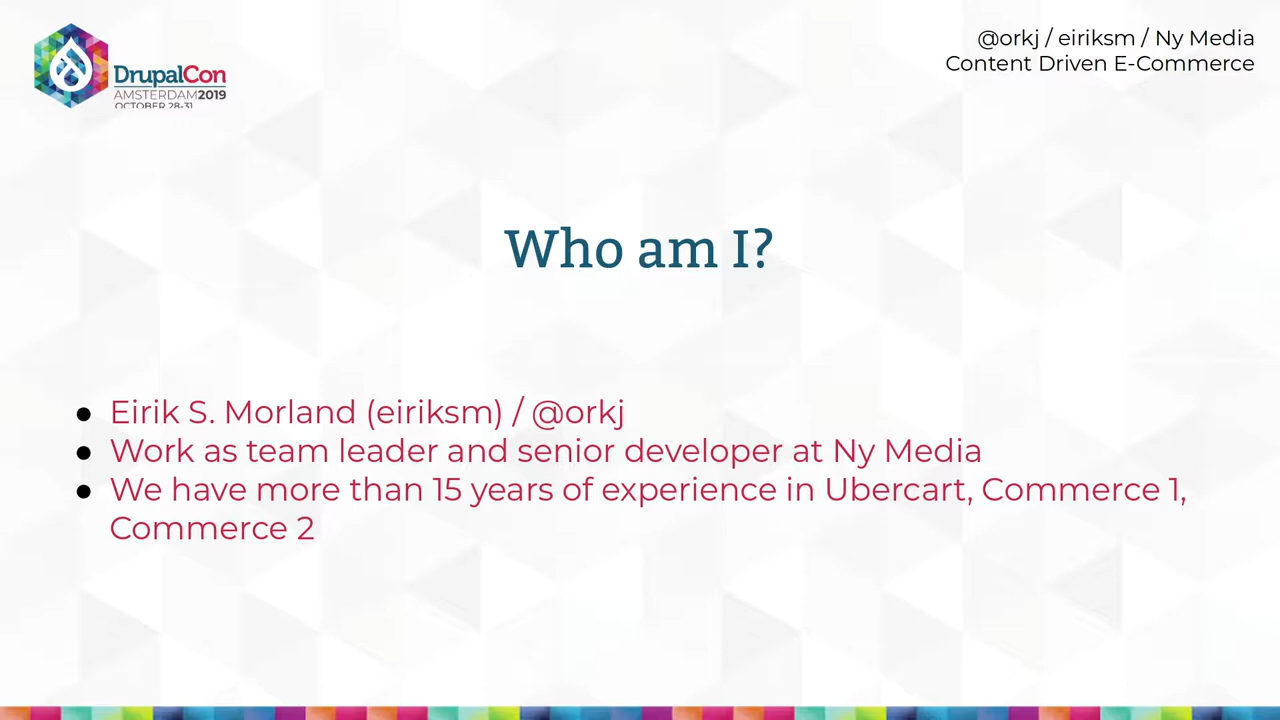 DrupalCon
AMSTERDAM2019
OCTOBER 28-31
@orkj / eiriksm / Ny Media
Content Driven E-Commerce
Who am I?
● Eirik S. Morland (eiriksm) / @orkj
● Work as team leader and senior developer at Ny Media
● We have more than 15 years of experience in Ubercart, Commerce 1,
Commerce 2